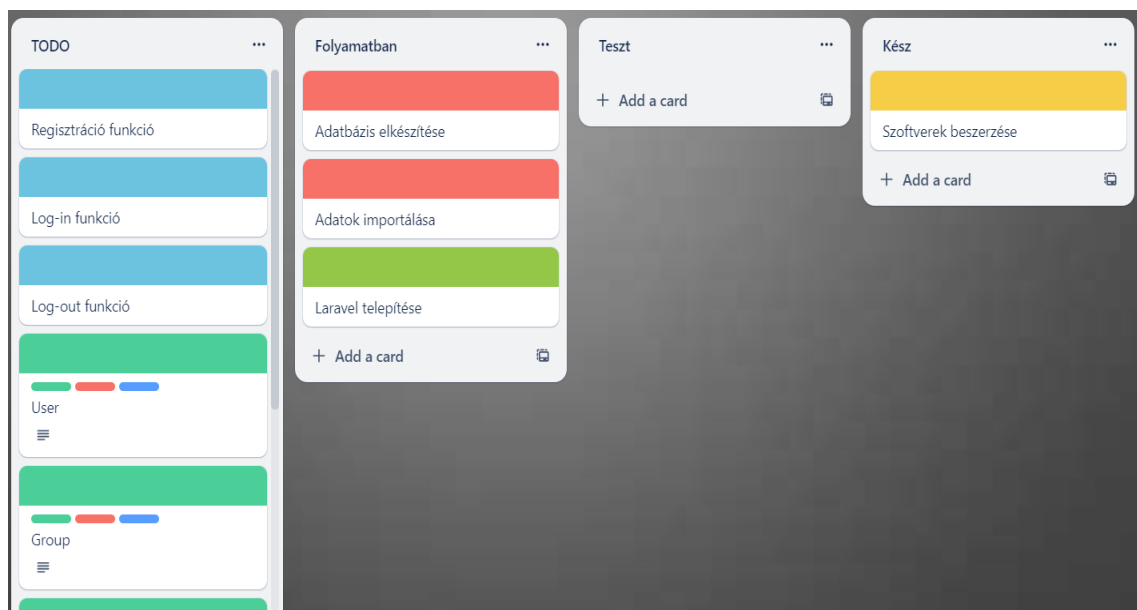 TODO
Regisztráció funkció
Log-in funkció
Log-out funkció
User
Group
Folyamatban
Adatbázis elkészítése
Adatok importálása
Laravel telepítése
+ Add a card
Teszt
+ Add a card
Kész
Szoftverek beszerzése
+ Add a card